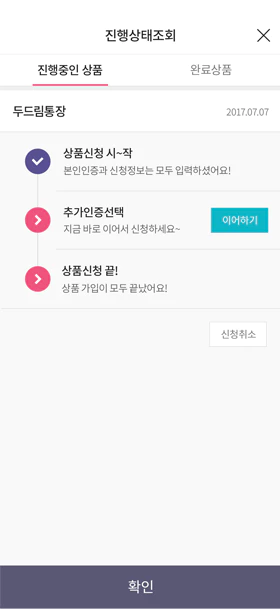 진행상태조회
진행중인 상품
완료상품
두드림통장
2017.07.07
상품신청 시~작
본인인증과 신청정보는 모두 입력하셨어요!
추가인증선택
지금 바로 이어서 신청하세요~
이어하기
상품신청 끝!
상품 가입이 모두 끝났어요!
신청취소
확인